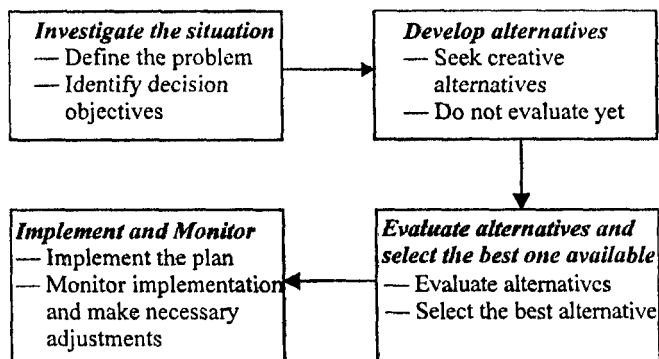 Investigate the situation
— Define the problem
— Identify decision
objectives
Develop alternatives
— Seek creative
alternatives
— Do not evaluate yet
Evaluate alternatives and
select the best one available
— Evaluate alternatives
— Select the best alternative
Implement and Monitor
— Implement the plan
— Monitor implementation
and make necessary
adjustments